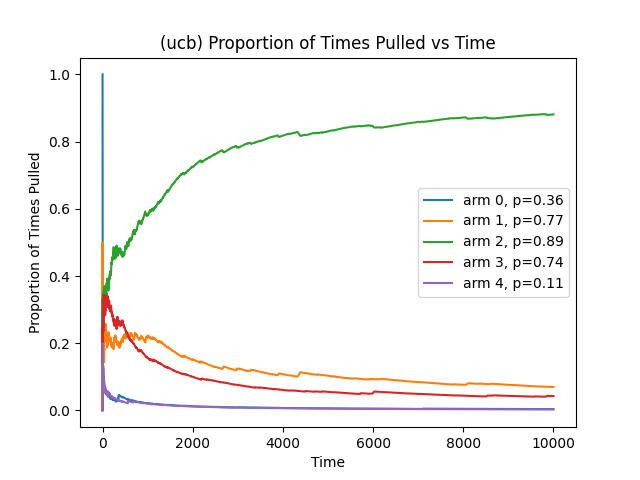 (ucb) Proportion of Times Pulled vs Time
Proportion of Times Pulled
1.0
0.8
0.6
0.4
0.2
0.0
arm 0, p=0.36
arm 1, p=0.77
arm 2, p=0.89
arm 3, p=0.74
arm 4, p=0.11
0 2000 4000 6000 8000 10000
Time